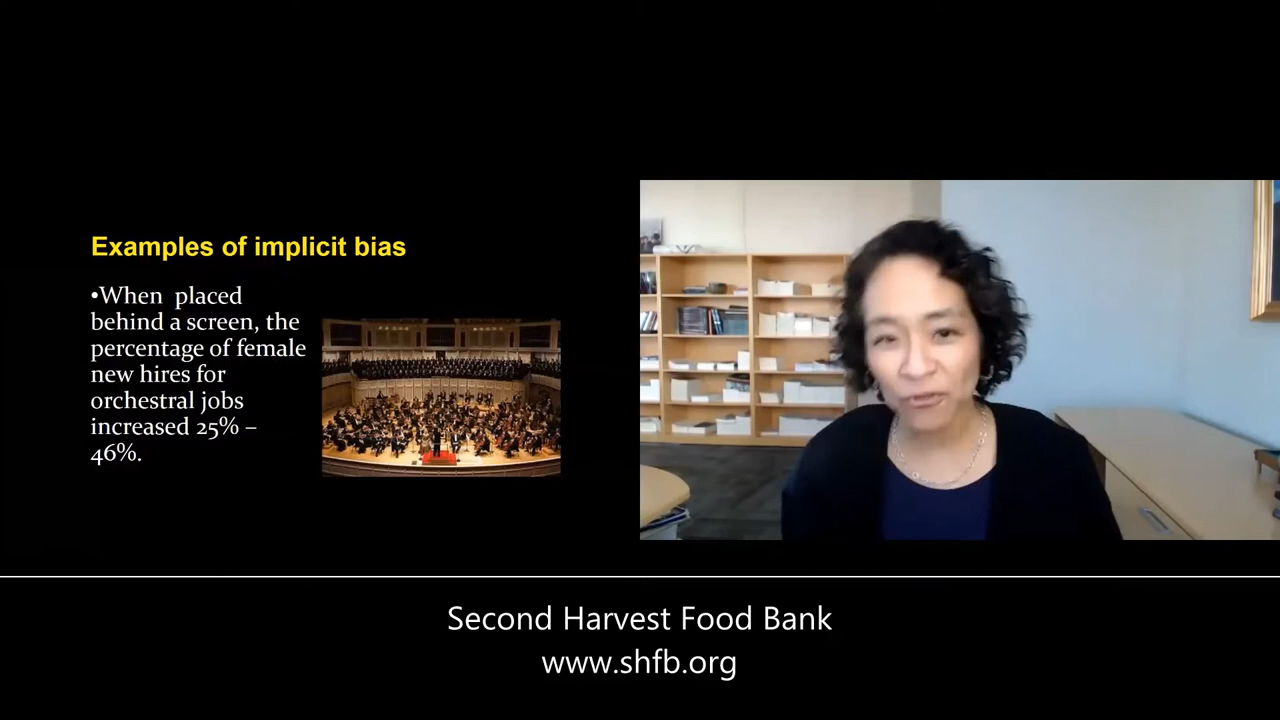 Examples of implicit bias
•When placed
behind a screen, the
percentage of female
new hires for
orchestral jobs
increased 25% –
46%.
Second Harvest Food Bank
www.shfb.org